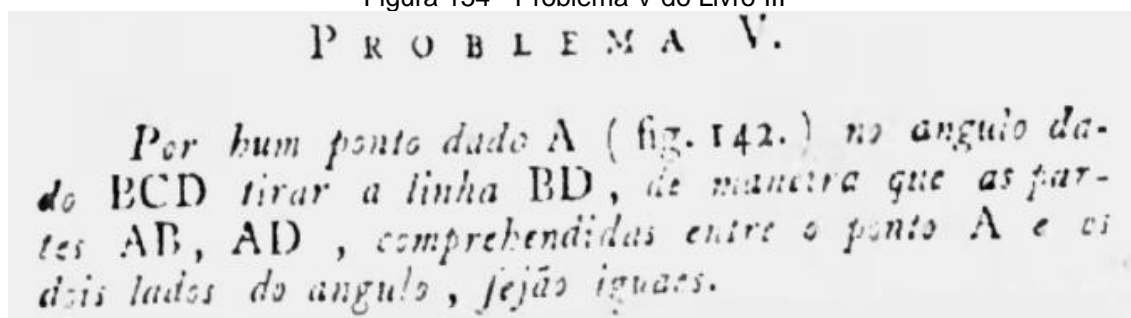 Figura 154 - Problema V do Livro III
PROBLEMA V.
Por hum ponto dado A ( fig. 142. ) no angulo da-
do BCD tirar a linha BD, de maneira que as par-
tes AB, AD , comprehendidas entre o ponto A e os
dois lados do angulo, sejão iguaes.